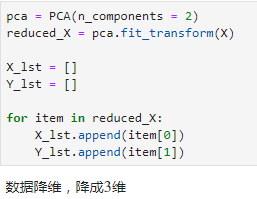 pca = PCA(n_components = 2)
reduced_X = pca.fit_transform(X)
X_lst = []
Y_lst = []
for item in reduced_X:
    X_lst.append(item[0])
    Y_lst.append(item[1])
数据降维，降成3维